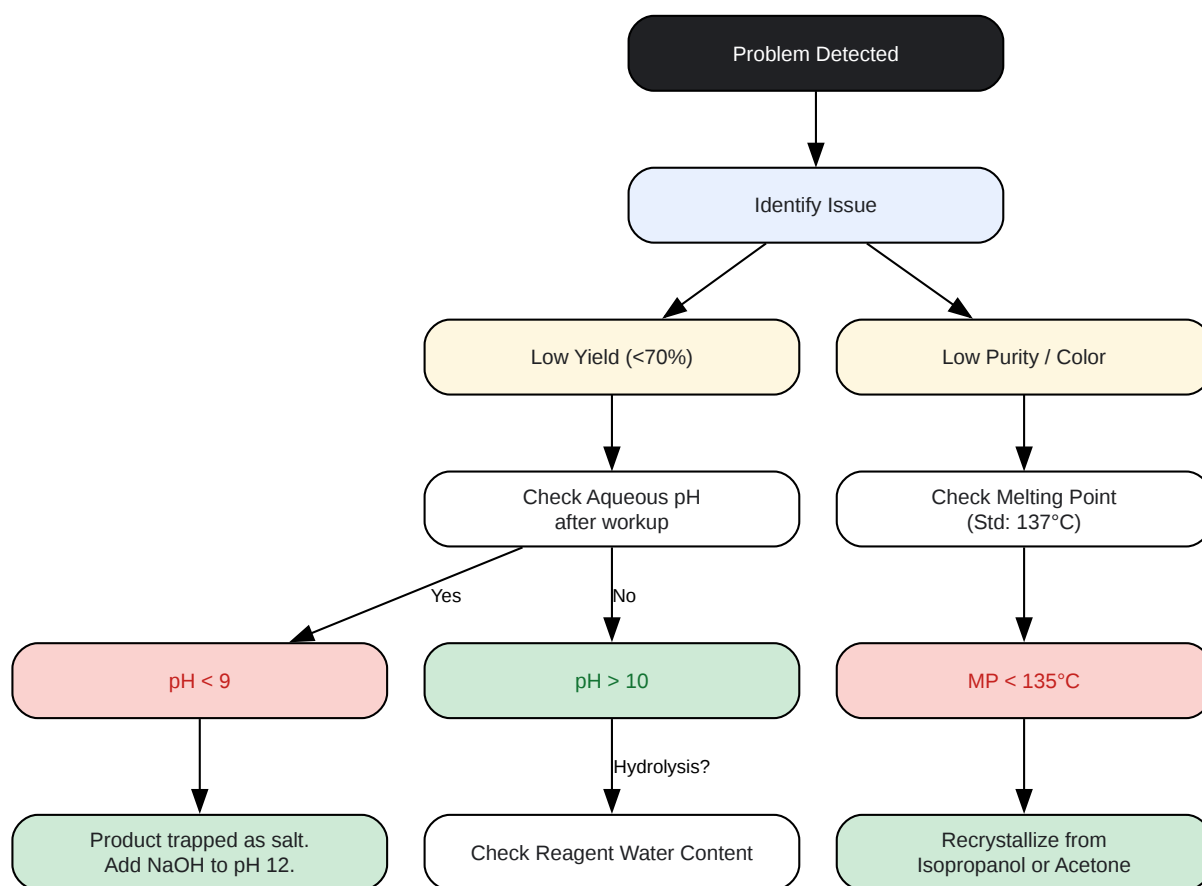 Problem Detected
Identify Issue
Low Yield (<70%)
Low Purity / Color
Check Aqueous pH
after workup
Check Melting Point
(Std: 137°C)
Yes
No
pH < 9
pH > 10
MP < 135°C
Hydrolysis?
Product trapped as salt.
Add NaOH to pH 12.
Check Reagent Water Content
Recrystallize from
Isopropanol or Acetone